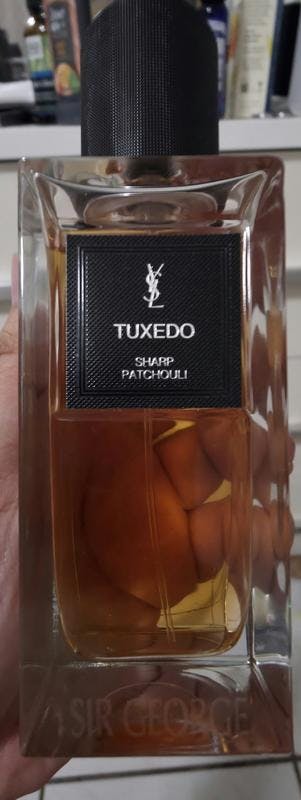 YSL
TUXEDO
SHARP
PATCHOULI
SIR GEORGE